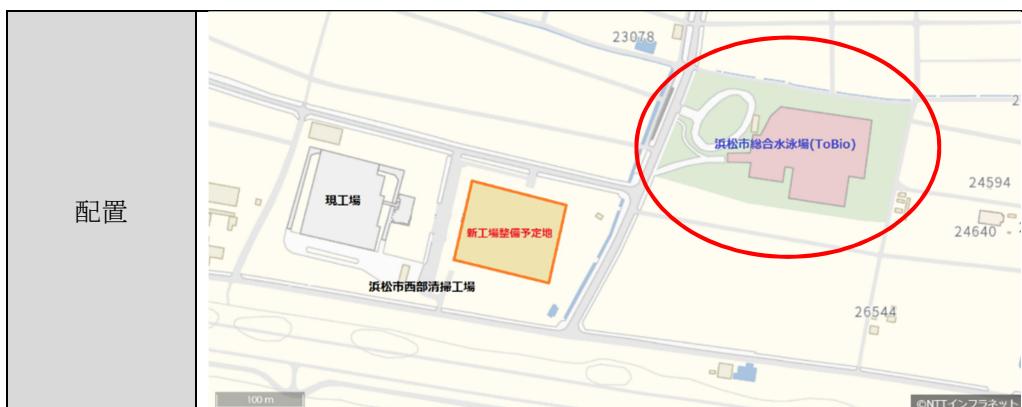 配置
23078
浜松市総合水泳場(ToBio)
24594
24640
現工場
新工場整備予定地
浜松市西部清掃工場
26544
100 m
©NTTインフラネット